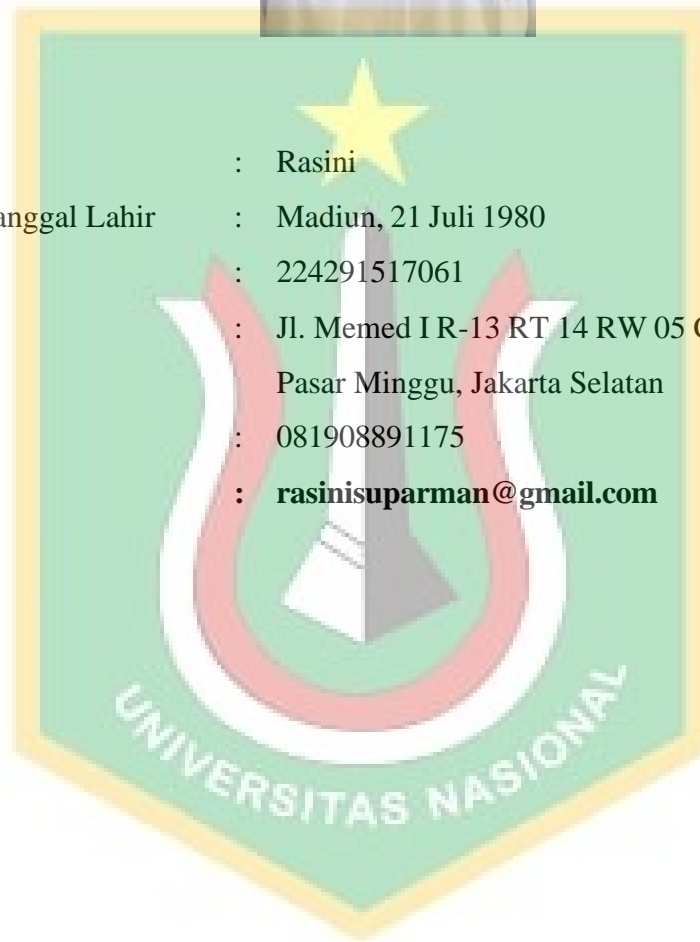 : Rasini
anggal Lahir : Madiun, 21 Juli 1980
: 224291517061
: Jl. Memed I R-13 RT 14 RW 05
Pasar Minggu, Jakarta Selatan
: 081908891175
: rasinisuparman@gmail.com
UNIVERSITAS NASIONAL